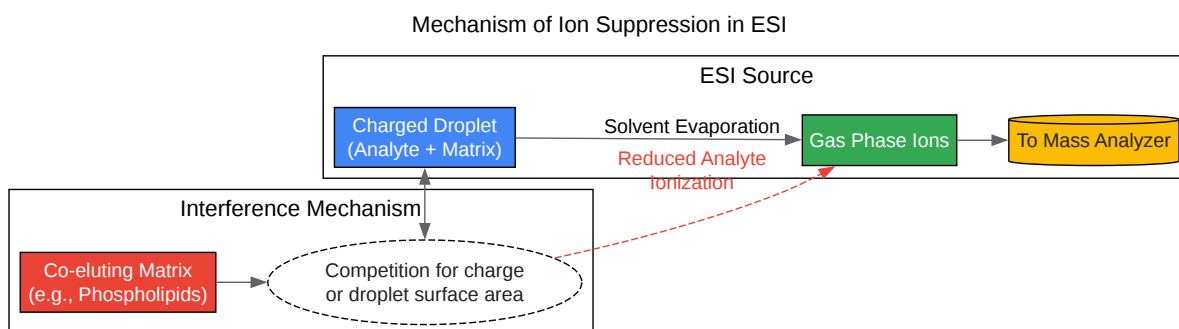 Mechanism of Ion Suppression in ESI
ESI Source
Charged Droplet
(Analyte + Matrix)
Solvent Evaporation
Gas Phase Ions
To Mass Analyzer
Reduced Analyte
Ionization
Interference Mechanism
Co-eluting Matrix
(e.g., Phospholipids)
Competition for charge
or droplet surface area